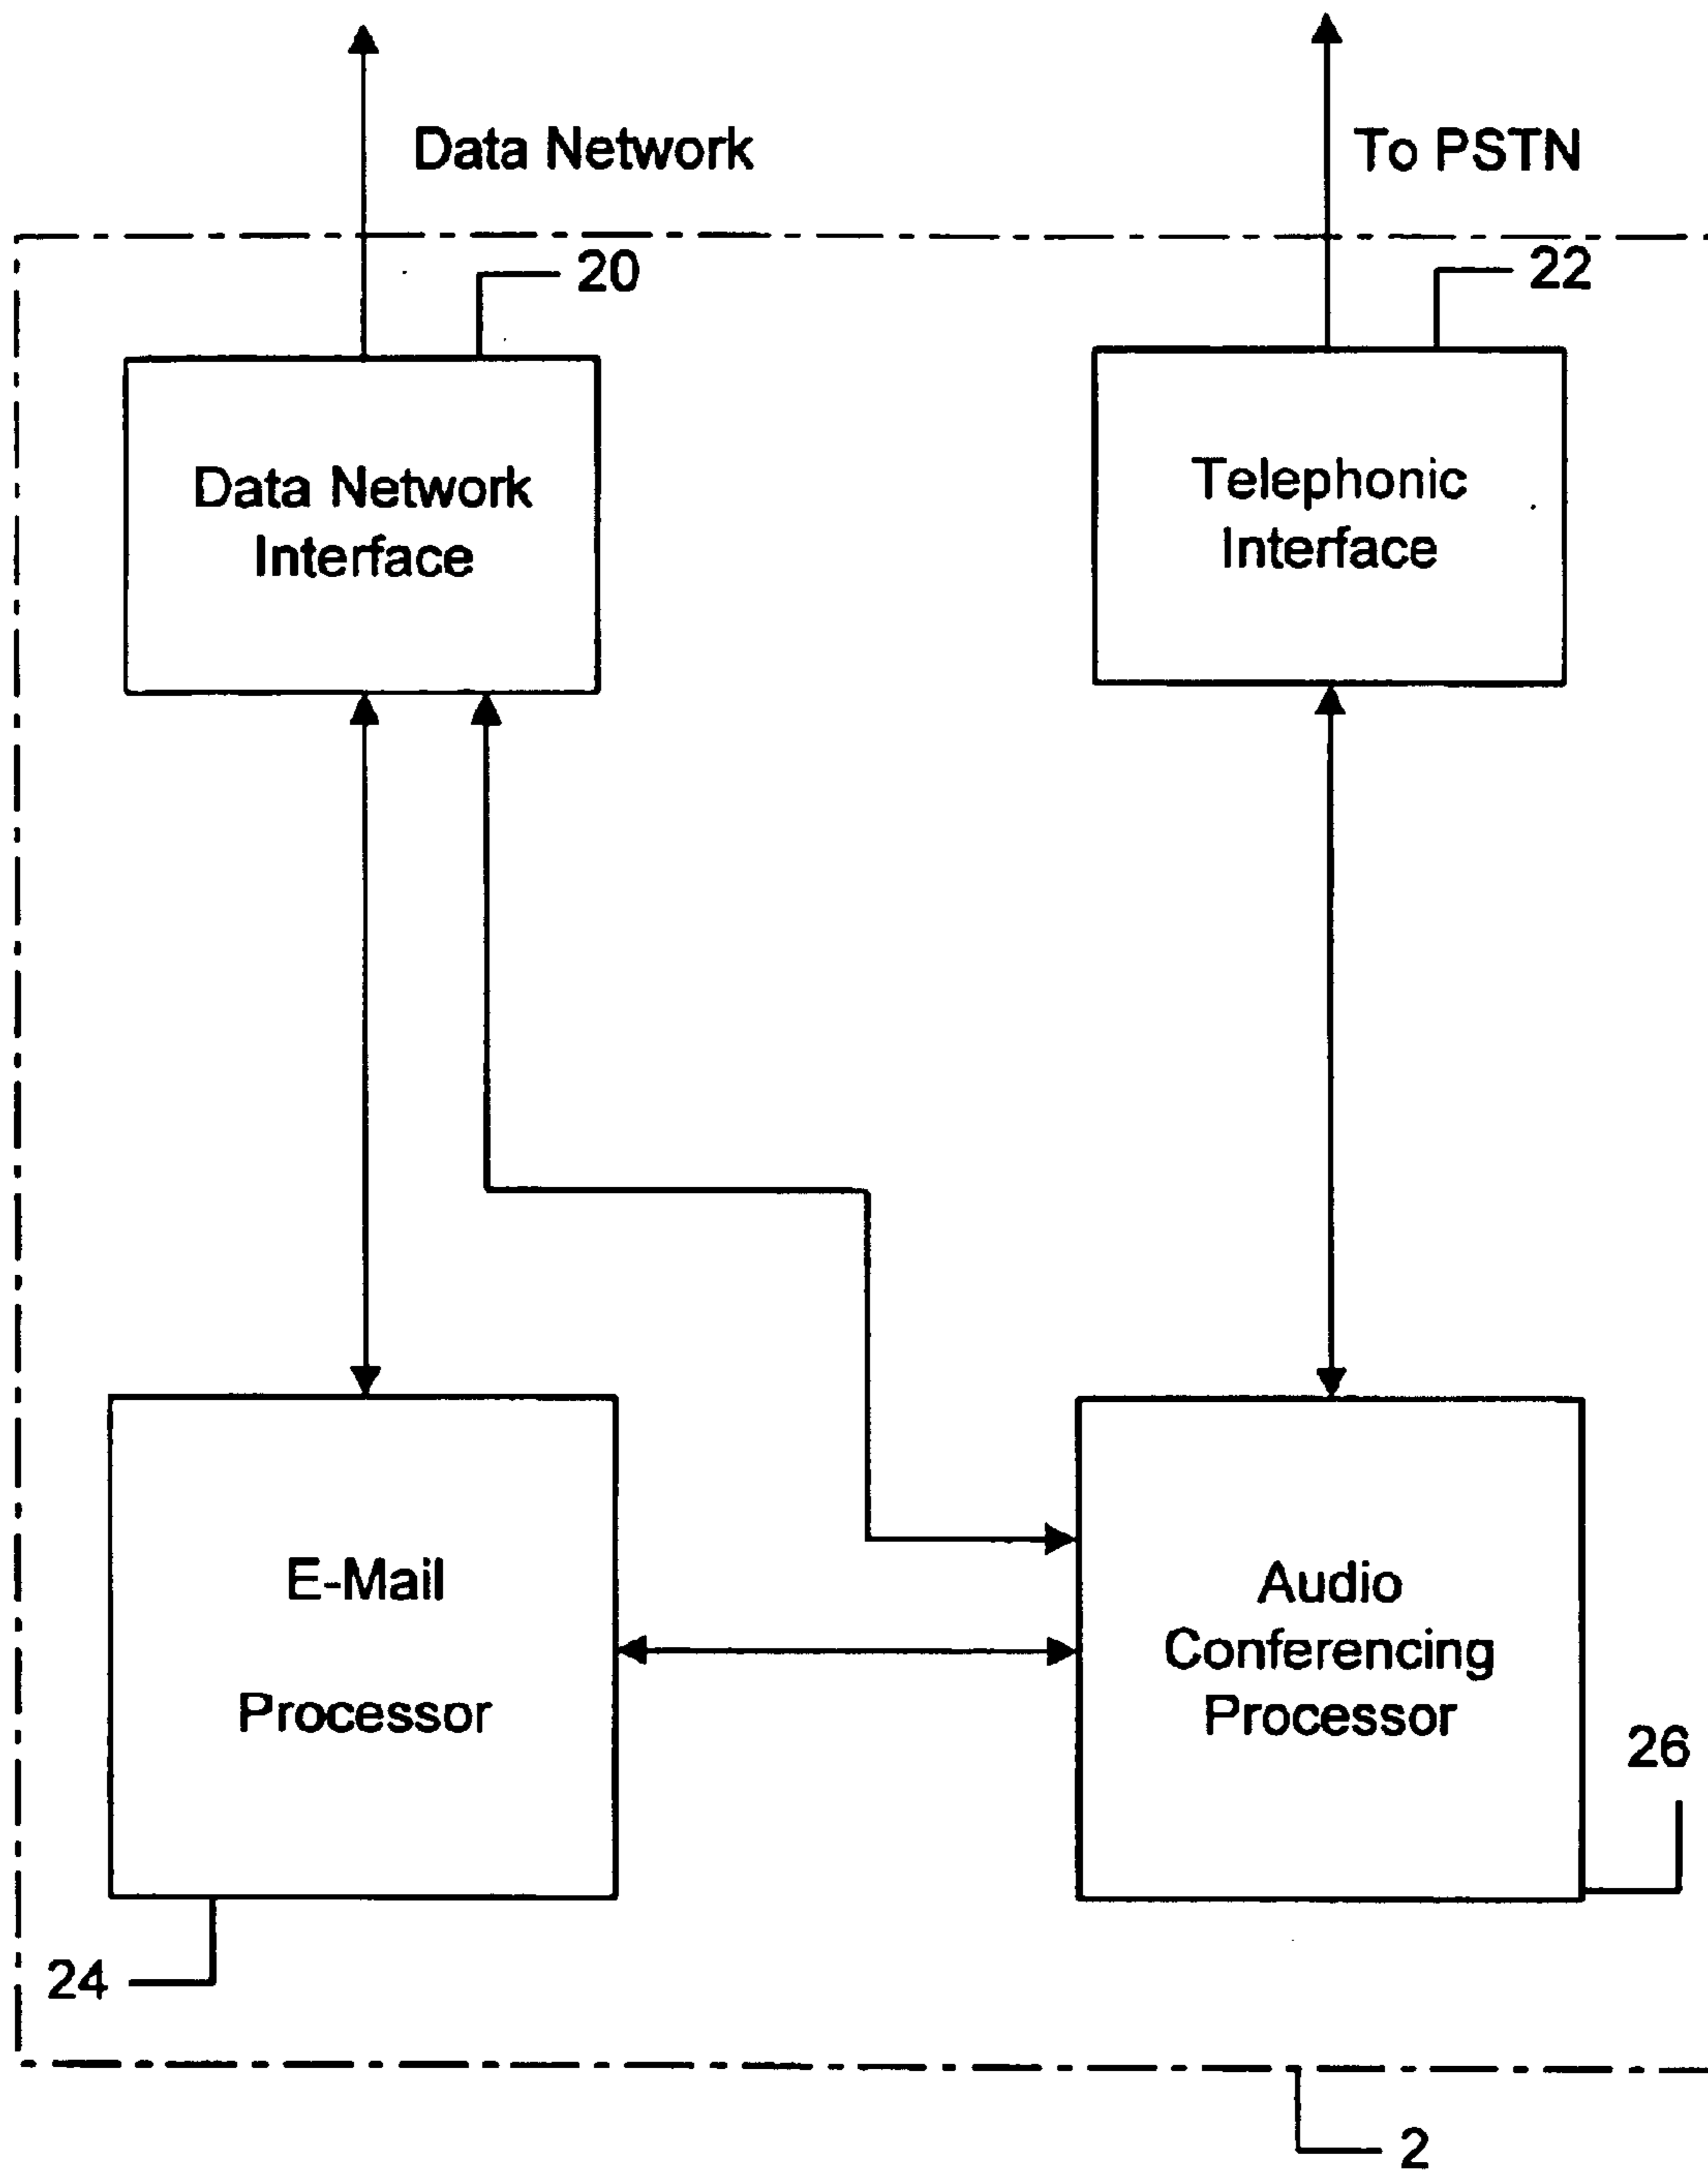 Data Network
To PSTN
20
22
Data Network
Interface
Telephonic
Interface
E-Mail
Processor
Audio
Conferencing
Processor
26
24
2